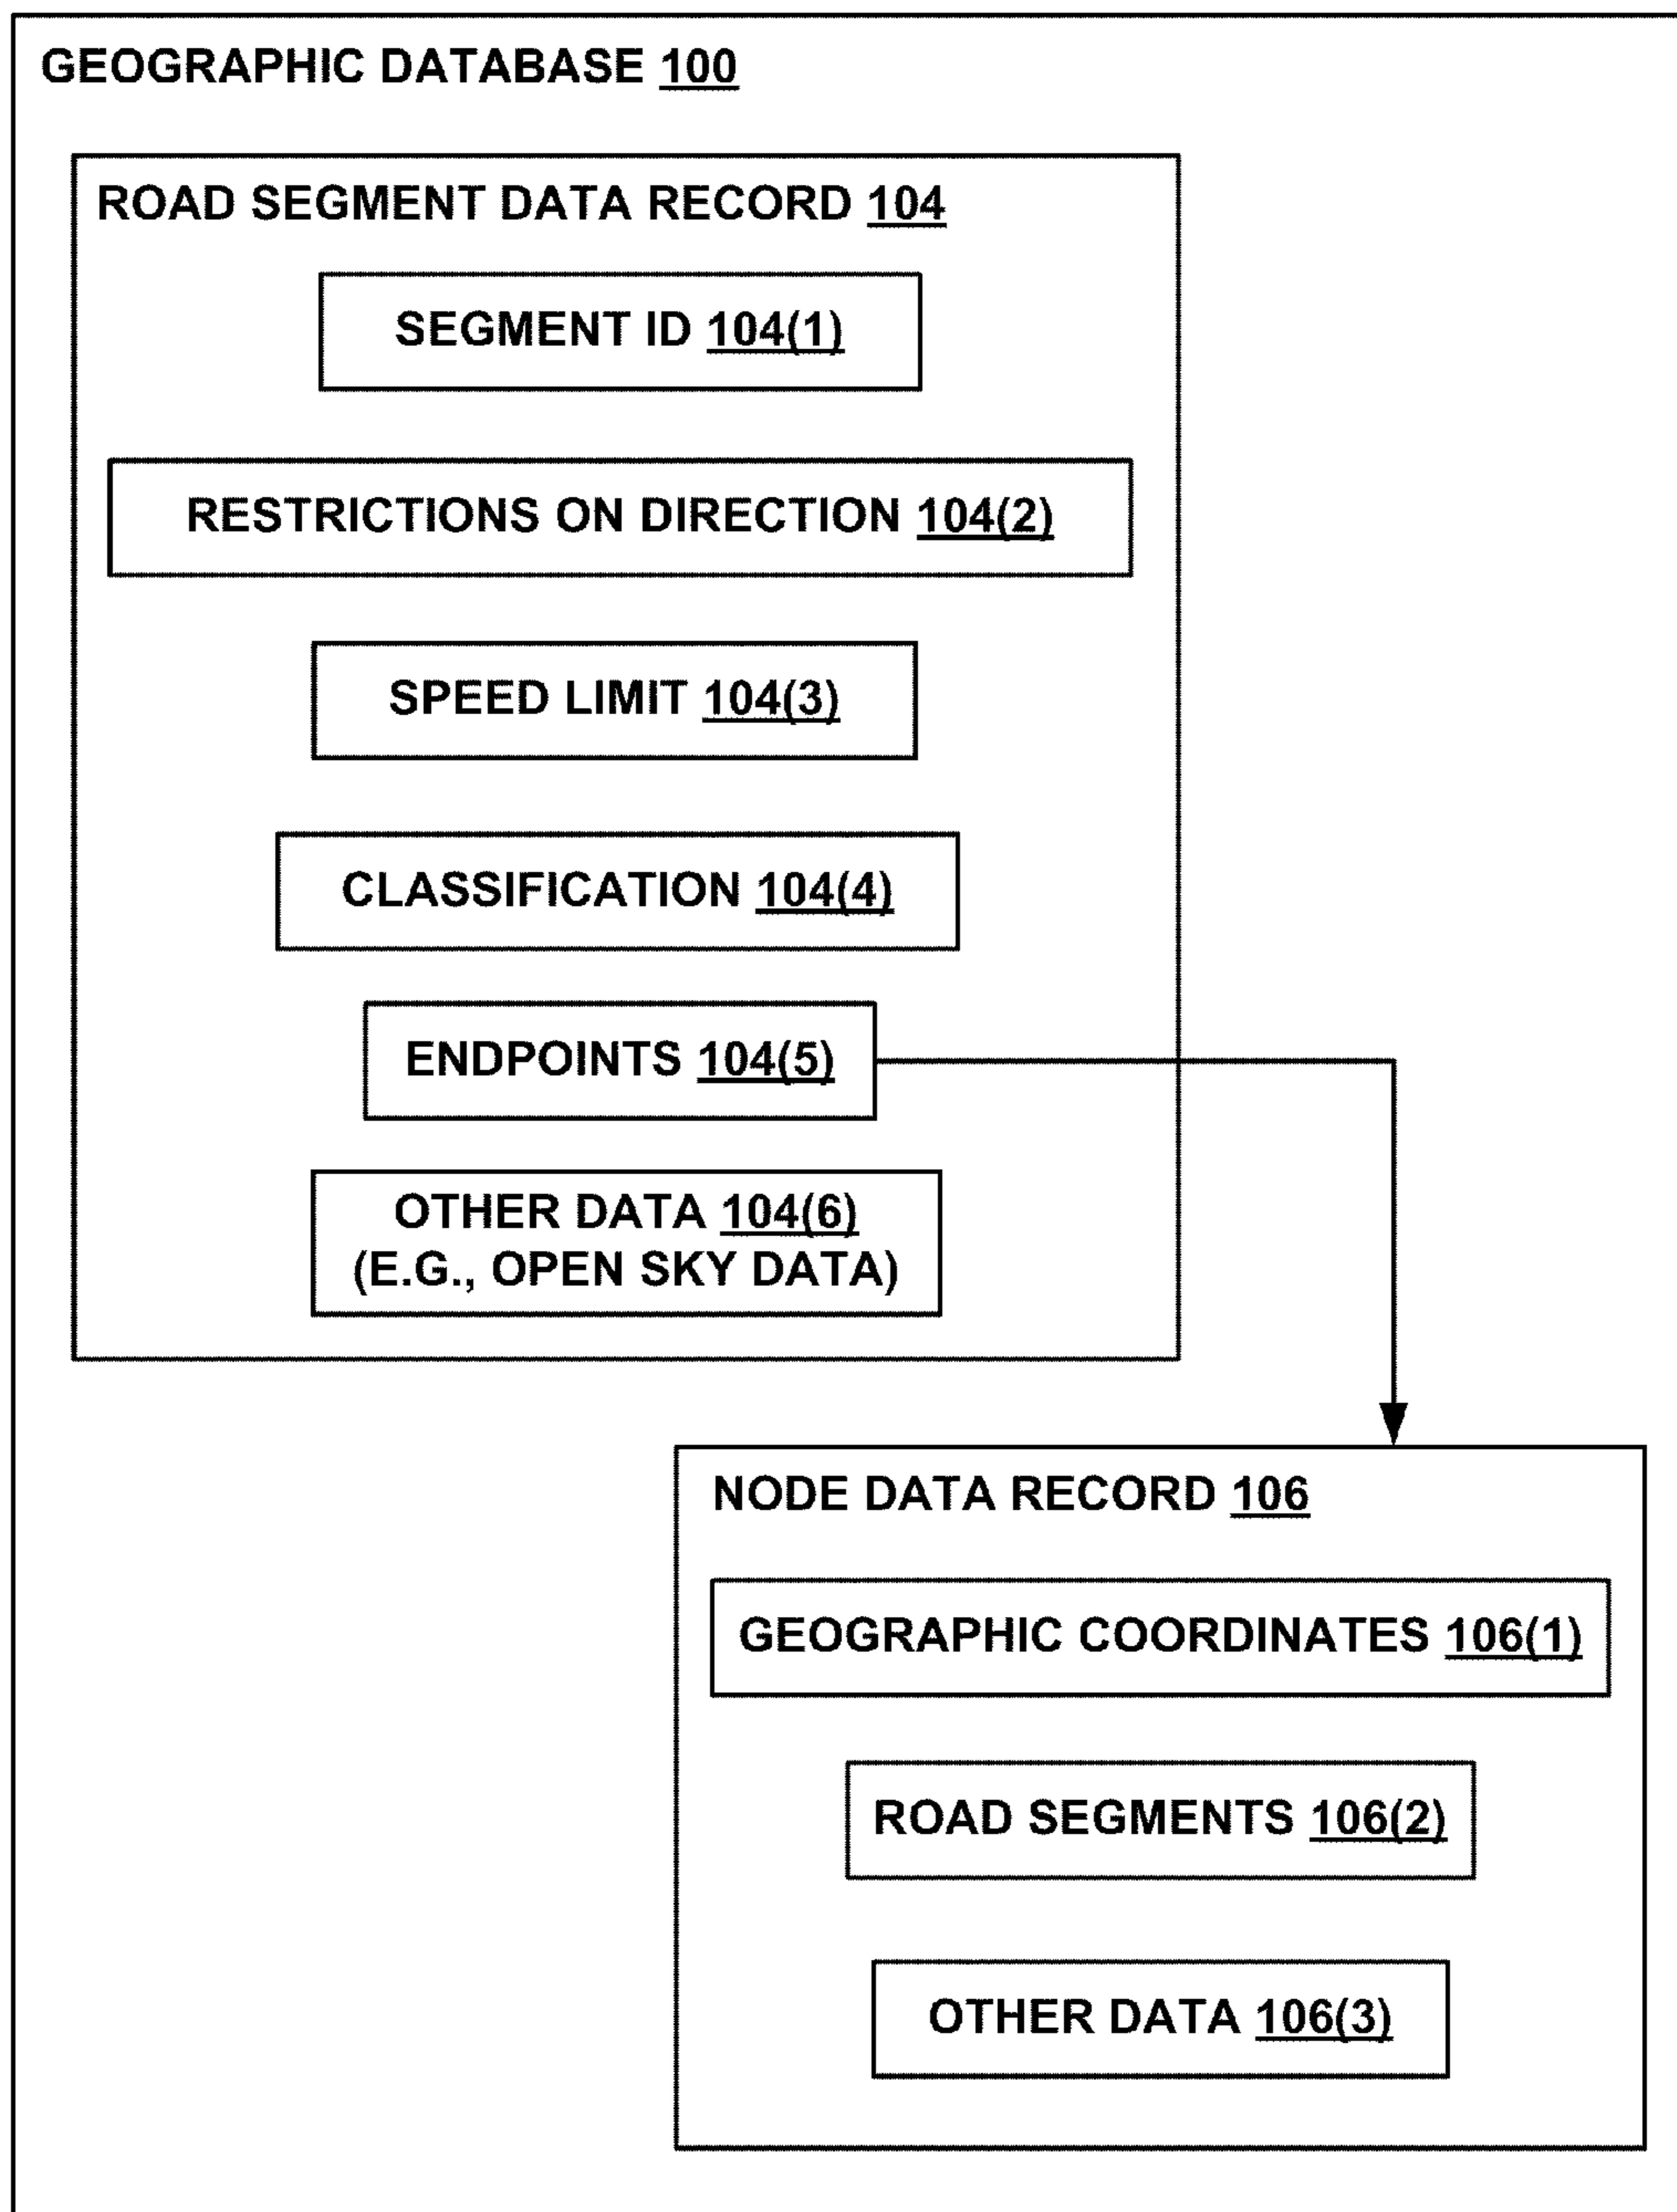 GEOGRAPHIC DATABASE 100
ROAD SEGMENT DATA RECORD 104
SEGMENT ID 104(1)
RESTRICTIONS ON DIRECTION 104(2)
SPEED LIMIT 104(3)
CLASSIFICATION 104(4)
ENDPOINTS 104(5)
OTHER DATA 104(6)
(E.G., OPEN SKY DATA)
NODE DATA RECORD 106
GEOGRAPHIC COORDINATES 106(1)
ROAD SEGMENTS 106(2)
OTHER DATA 106(3)